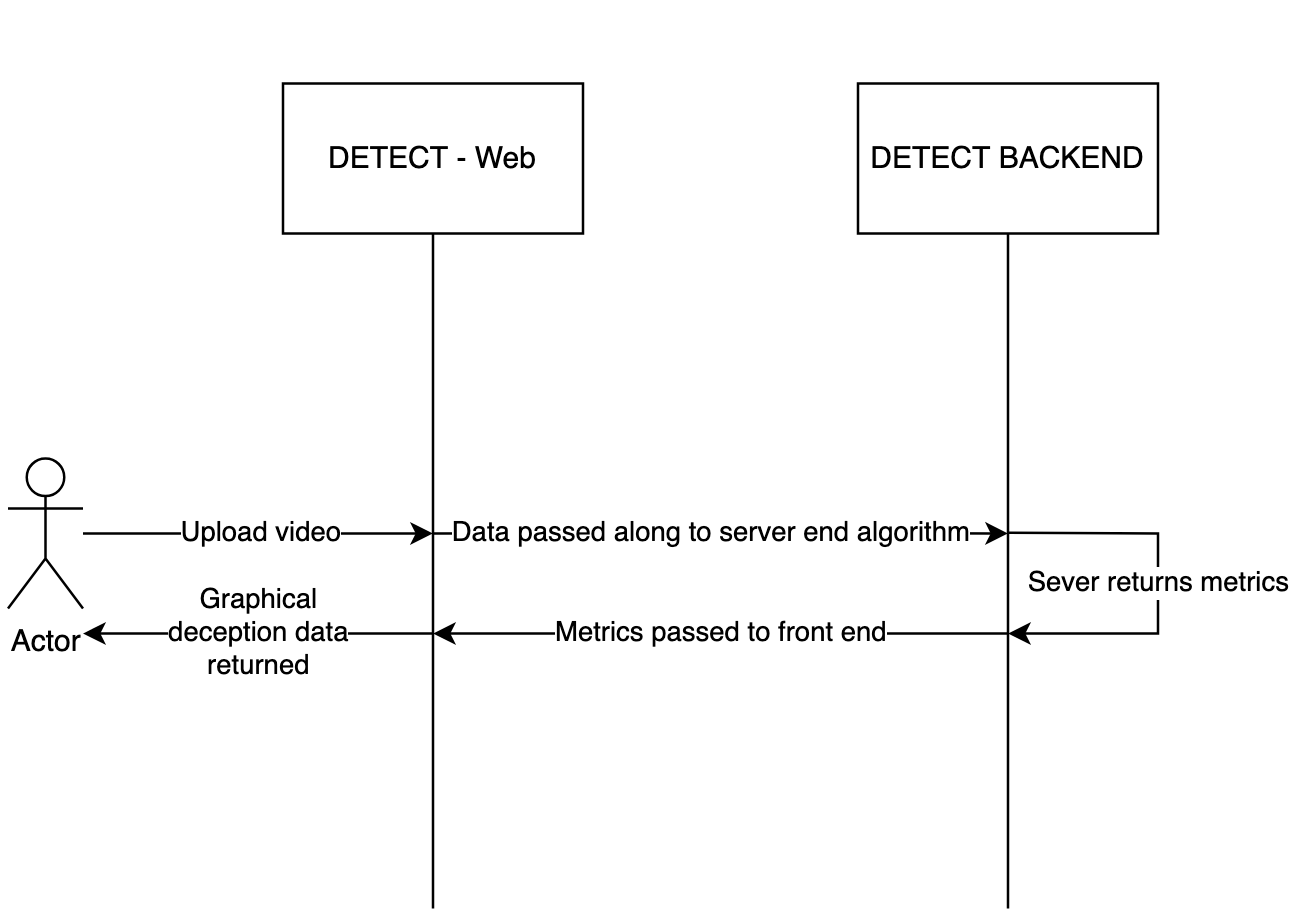 DETECT - Web
DETECT BACKEND
Upload video
Data passed along to server end algorithm
Sever returns metrics
Graphical
deception data
returned
Metrics passed to front end
Actor